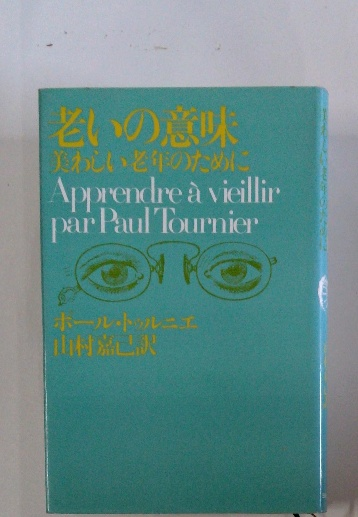 老いの意味
美わしい老年のために
Apprendre à vieillir
par Paul Tournier
ポール・トゥルニエ
山村嘉己訳